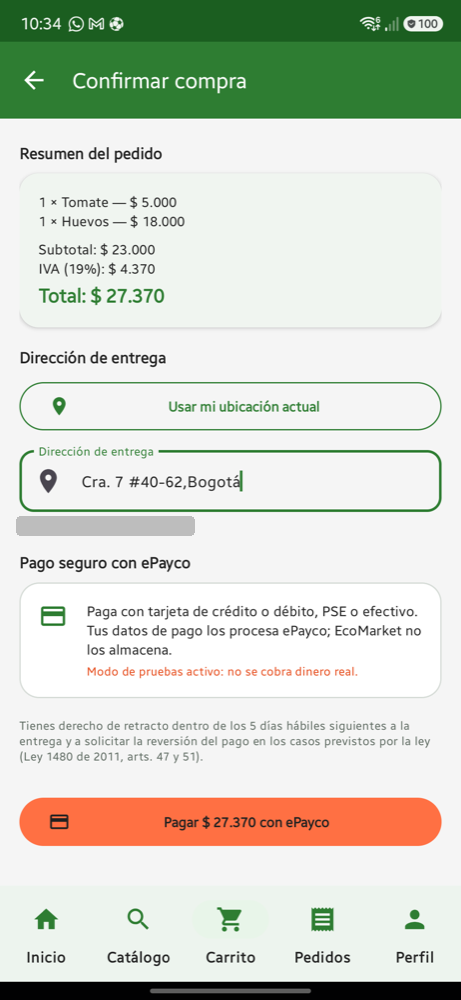 10:34
100
Confirmar compra
Resumen del pedido
1 × Tomate — $ 5.000
1 × Huevos — $ 18.000
Subtotal: $ 23.000
IVA (19%): $ 4.370
Total: $ 27.370
Dirección de entrega
Usar mi ubicación actual
Dirección de entrega
Cra. 7 #40-62,Bogotá
Pago seguro con ePayco
Paga con tarjeta de crédito o débito, PSE o efectivo.
Tus datos de pago los procesa ePayco; EcoMarket no
los almacena.
Modo de pruebas activo: no se cobra dinero real.
Tienes derecho de retracto dentro de los 5 días hábiles siguientes a la
entrega y a solicitar la reversión del pago en los casos previstos por la ley
(Ley 1480 de 2011, arts. 47 y 51).
Pagar $ 27.370 con ePayco
Inicio
Catálogo
Carrito
Pedidos
Perfil